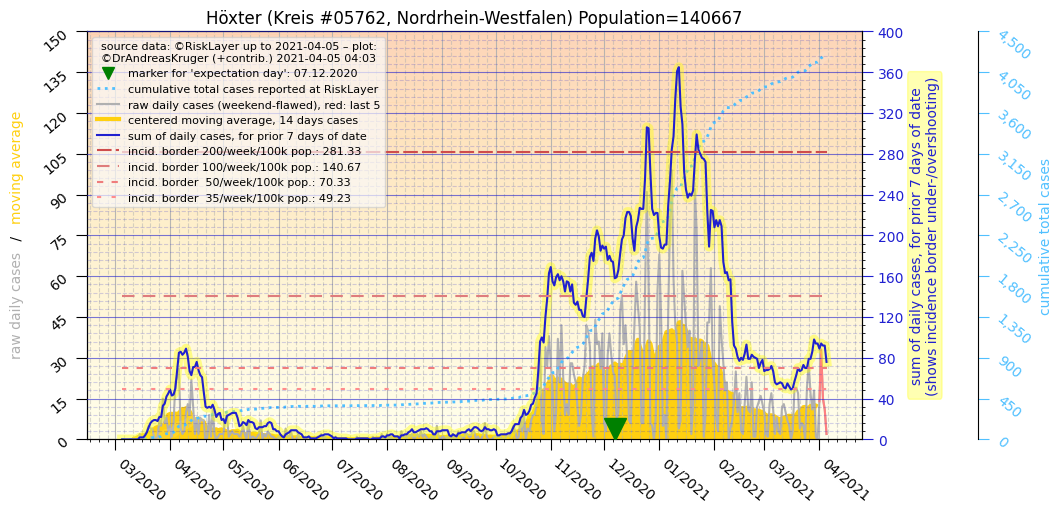 Höxter (Kreis #05762, Nordrhein-Westfalen) Population=140667
source data: ©RiskLayer up to 2021-04-05 – plot:
©DrAndreasKruger (+contrib.) 2021-04-05 04:03
marker for 'expectation day': 07.12.2020
cumulative total cases reported at RiskLayer
raw daily cases (weekend-flawed), red: last 5
centered moving average, 14 days cases
sum of daily cases, for prior 7 days of date
incid. border 200/week/100k pop.: 281.33
incid. border 100/week/100k pop.: 140.67
incid. border  50/week/100k pop.: 70.33
incid. border  35/week/100k pop.: 49.23
raw daily cases / moving average
150
135
120
105
90
75
60
45
30
15
0
03/2020
04/2020
05/2020
06/2020
07/2020
08/2020
09/2020
10/2020
11/2020
12/2020
01/2021
02/2021
03/2021
04/2021
400
360
320
280
240
200
160
120
80
40
0
sum of daily cases, for prior 7 days of date
(shows incidence border under-/overshooting)
4,500
4,050
3,600
3,150
2,700
2,250
1,800
1,350
900
450
0
cumulative total cases